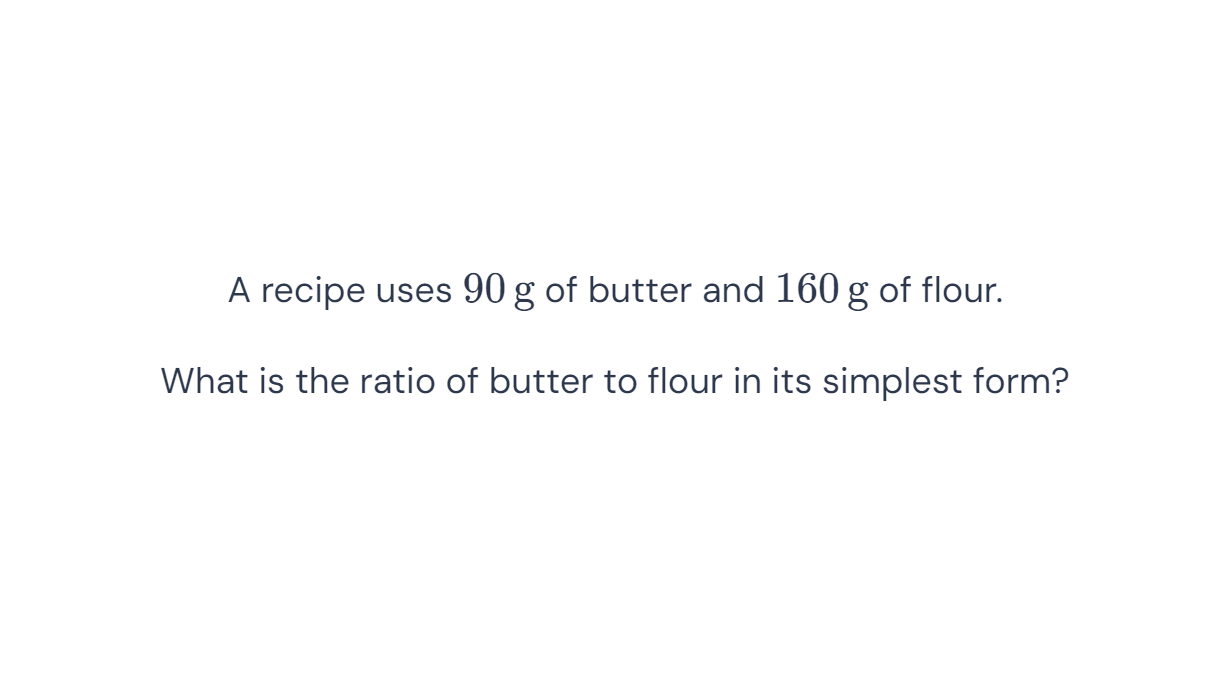 A recipe uses 90 g of butter and 160 g of flour.
What is the ratio of butter to flour in its simplest form?